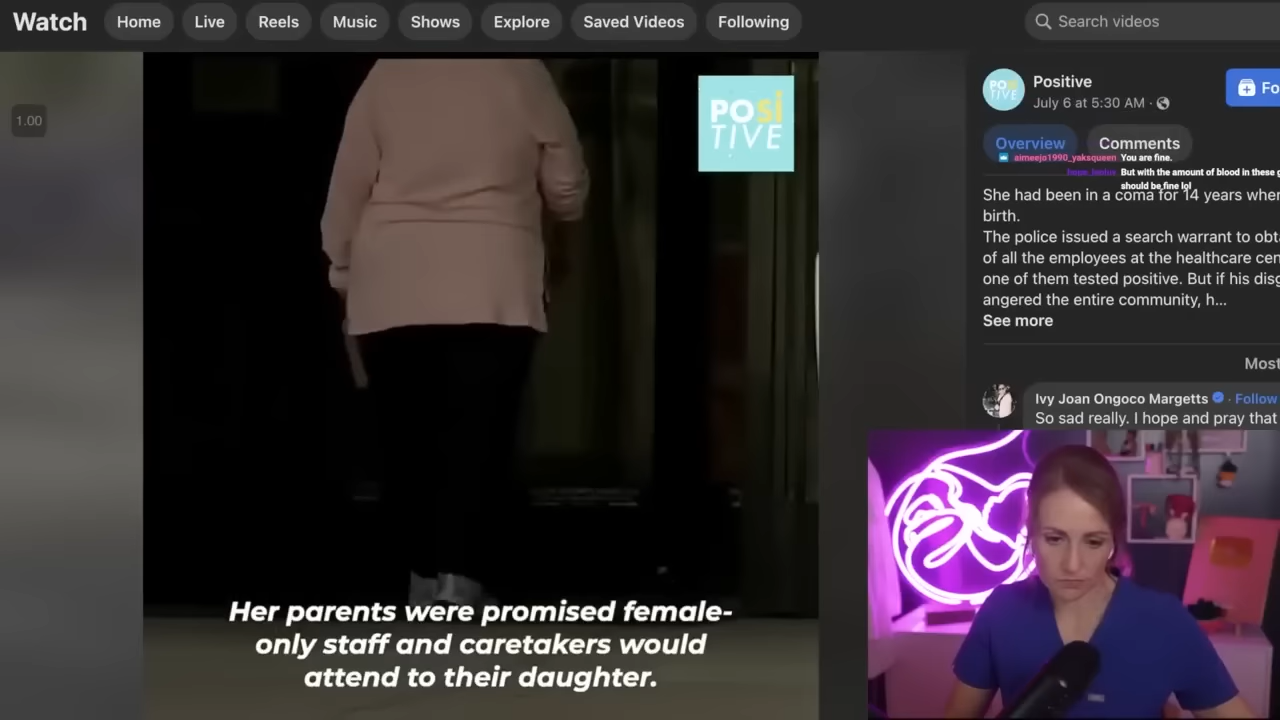 Watch
Home
Live
Reels
Music
Shows
Explore
Saved Videos
Following
Search videos
1.00
POSi
TIVE
Positive
July 6 at 5:30 AM
Fo
Overview
Comments
aimeejo1990_yaksqueen You are fine.
But with the amount of blood in these g
should be fine lol
She had been in a coma for 14 years wher
birth.
The police issued a search warrant to obt
of all the employees at the healthcare cen
one of them tested positive. But if his disg
angered the entire community, h...
See more
Most
Ivy Joan Ongoco Margetts · Follow
So sad really. I hope and pray that
Her parents were promised female-
only staff and caretakers would
attend to their daughter.